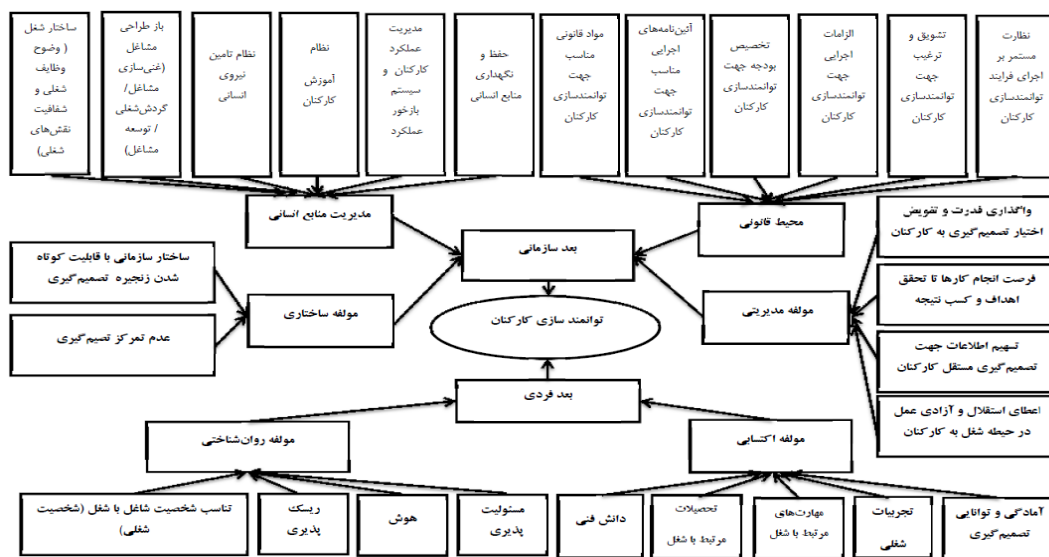 نظارت
مستمر بر
اجرای فرایند
توانمندسازی
کارکنان
تشویق و
ترغیب
جهت
توانمندسازی
کارکنان
الزامات
اجرایی
جهت
توانمندسازی
کارکنان
تخصیص
بودجه جهت
توانمندسازی
کارکنان
آئین‌نامه‌های
اجرایی
مناسب
جهت
توانمندسازی
کارکنان
مواد قانونی
مناسب
جهت
توانمندسازی
کارکنان
حفظ و
نگهداری
منابع انسانی
مدیریت
عملکرد
کارکنان و
سیستم
بازخور
عملکرد
نظام
آموزش
کارکنان
نظام تامین
نیروی
انسانی
باز طراحی
مشاغل
(غنی‌سازی
مشاغل/
گردش‌شغلی
/ توسعه
مشاغل)
ساختار شغل
( وضوح
وظایف
شغلی و
شفافیت
نقش‌های
شغلی)
محیط قانونی
مدیریت منابع انسانی
واگذاری قدرت و تفویض
اختیار تصمیم‌گیری به کارکنان
فرصت انجام کارها تا تحقق
اهداف و کسب نتیجه
تسهیم اطلاعات جهت
تصمیم‌گیری مستقل کارکنان
اعطای استقلال و آزادی عمل
در حیطه شغل به کارکنان
مولفه مدیریتی
بعد سازمانی
توانمند سازی کارکنان
بعد فردی
مولفه ساختاری
ساختار سازمانی با قابلیت کوتاه
شدن زنجیره تصمیم‌گیری
عدم تمرکز تصیم‌گیری
مولفه اکتسابی
مولفه روان‌شناختی
آمادگی و توانایی
تصمیم‌گیری
تجربیات
شغلی
مهارت‌های
مرتبط با شغل
تحصیلات
مرتبط با شغل
دانش فنی
مسئولیت
پذیری
هوش
ریسک
پذیری
تناسب شخصیت شاغل با شغل (شخصیت
شغلی)